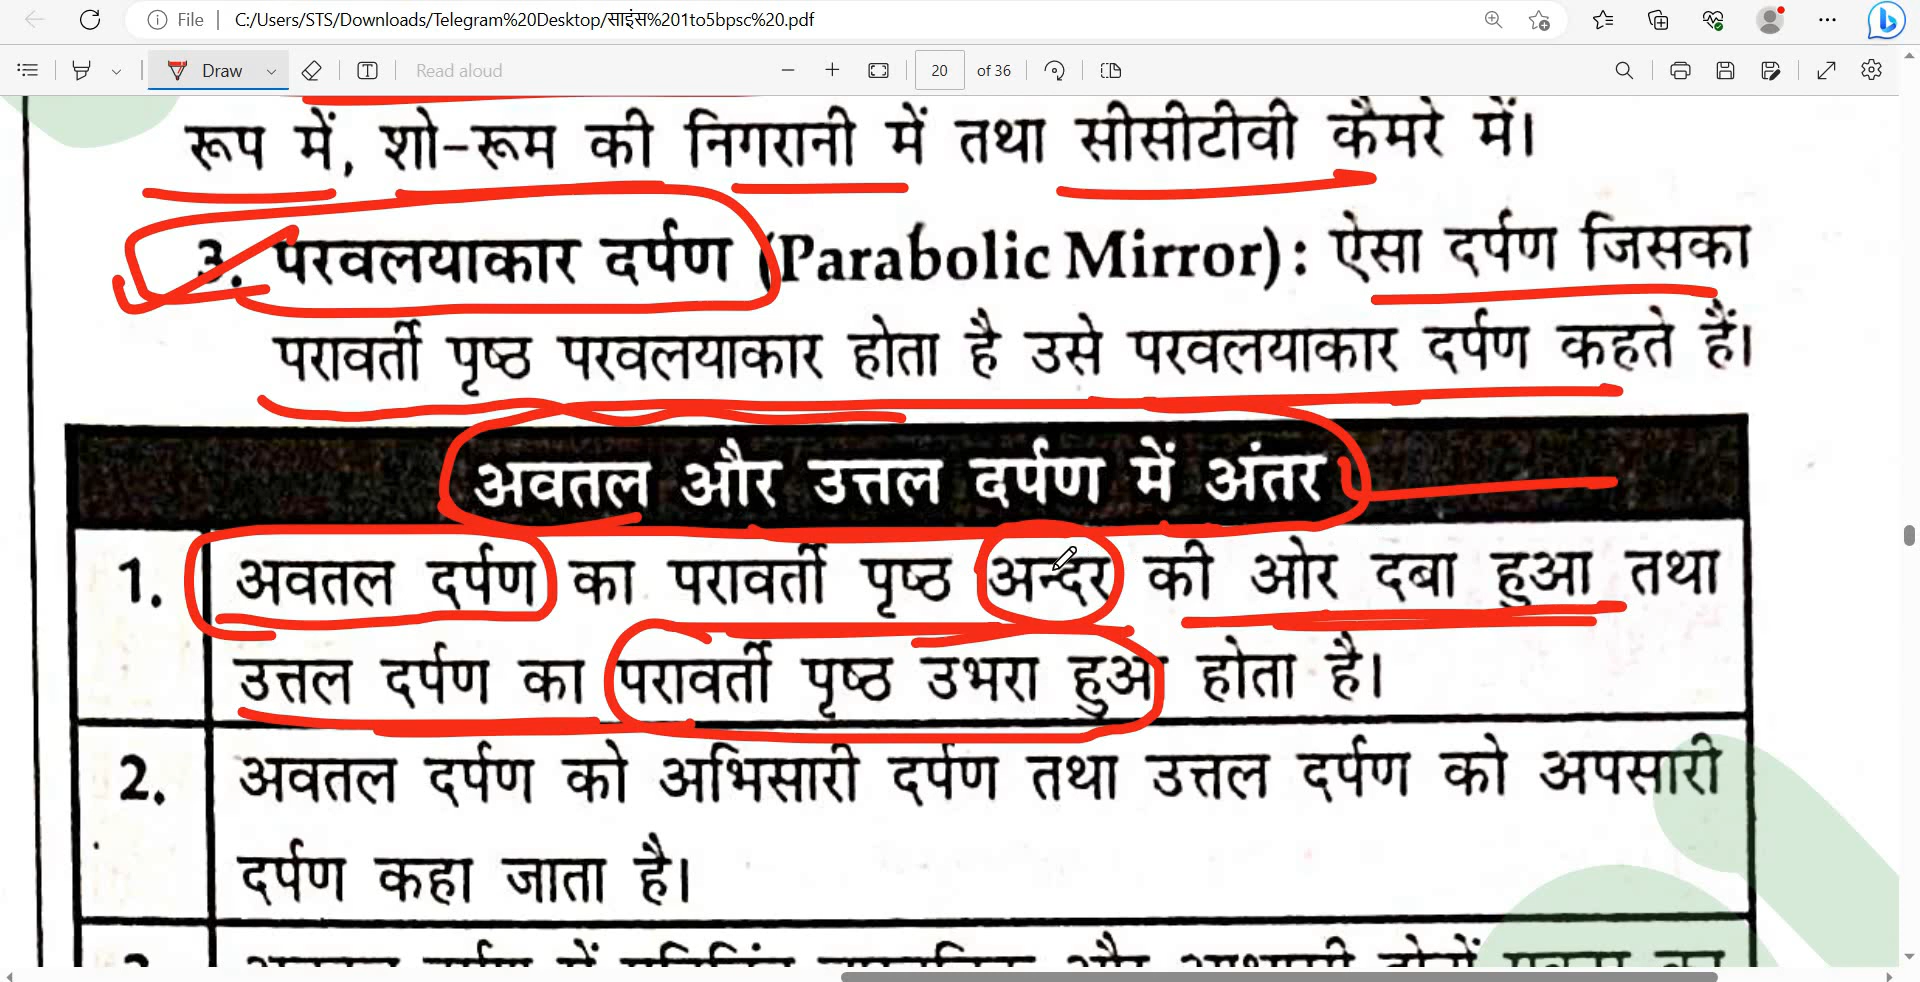 File C:/Users/STS/Downloads/Telegram%20Desktop/साइंस%201to5bpsc%20.pdf
Draw Read aloud 20 of 36
रूप में, शो-रूम की निगरानी में तथा सीसीटीवी कैमरे में।
3. परवलयाकार दर्पण (Parabolic Mirror) : ऐसा दर्पण जिसका
परावर्ती पृष्ठ परवलयाकार होता है उसे परवलयाकार दर्पण कहते हैं।
अवतल और उत्तल दर्पण में अंतर
1. अवतल दर्पण का परावर्ती पृष्ठ अन्दर की ओर दबा हुआ तथा
उत्तल दर्पण का परावर्ती पृष्ठ उभरा हुआ होता है।
2. अवतल दर्पण को अभिसारी दर्पण तथा उत्तल दर्पण को अपसारी
दर्पण कहा जाता है।